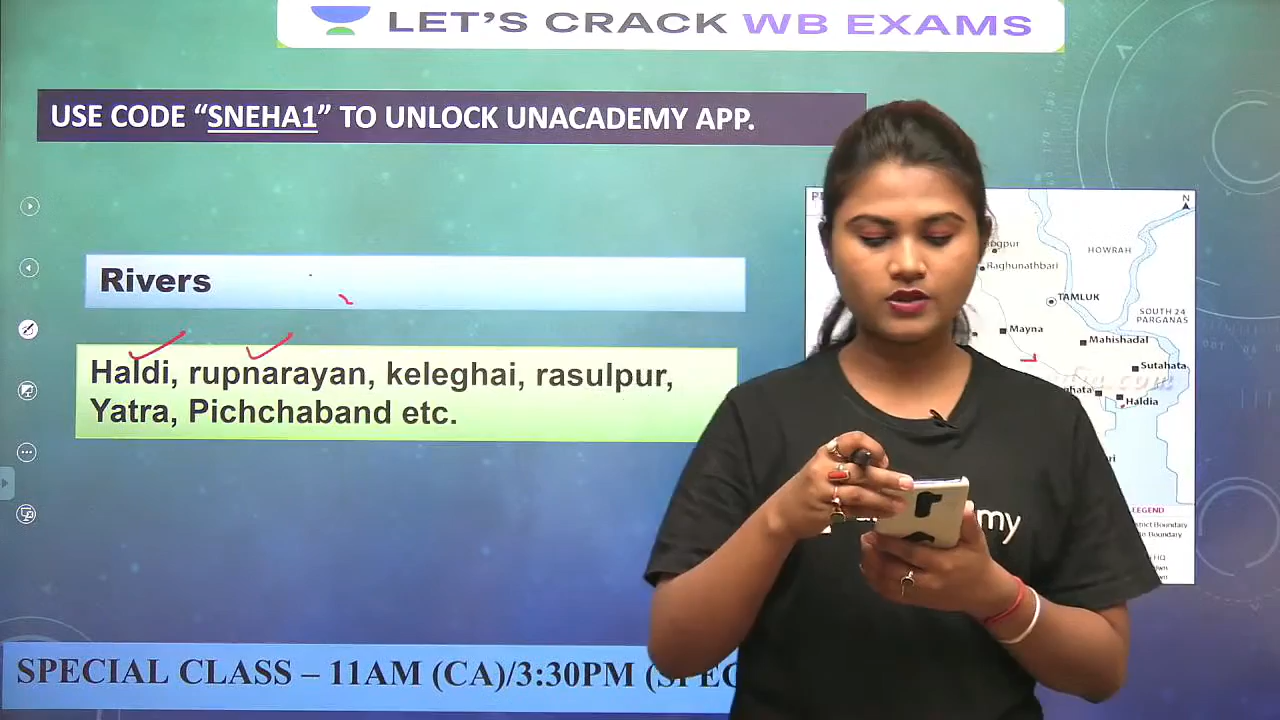 LET'S CRACK WB EXAMS
USE CODE “SNEHA1” TO UNLOCK UNACADEMY APP.
N
HOWRAH
Raghunathbari
TAMLUK
SOUTH 24
PARGANAS
Mayna
Mahishadal
Sutahata
Haldia
LEGEND
Rivers
Haldi, rupnarayan, keleghai, rasulpur,
Yatra, Pichchaband etc.
SPECIAL CLASS – 11AM (CA)/3:30PM